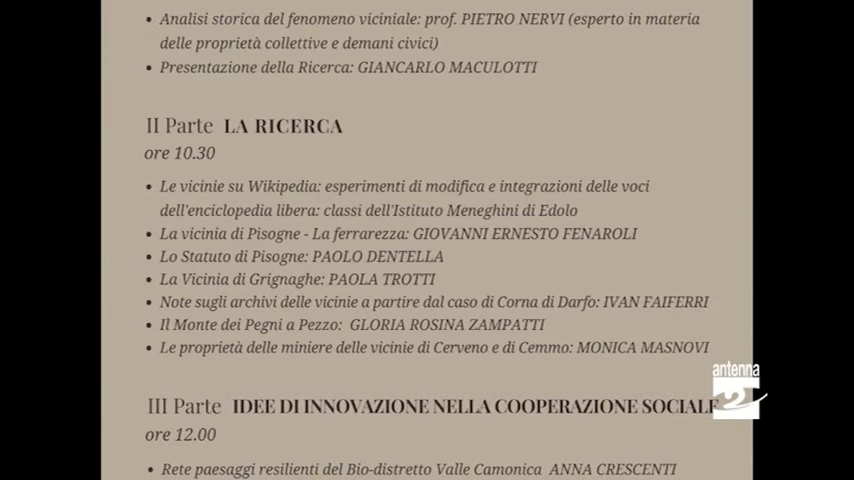 • Analisi storica del fenomeno viciniale: prof. PIETRO NERVI (esperto in materia
delle proprietà collettive e demani civici)
• Presentazione della Ricerca: GIANCARLO MACULOTTI
II Parte LA RICERCA
ore 10.30
• Le vicinie su Wikipedia: esperimenti di modifica e integrazioni delle voci
dell'enciclopedia libera: classi dell'Istituto Meneghini di Edolo
• La vicinia di Pisogne - La ferrarezza: GIOVANNI ERNESTO FENAROLI
• Lo Statuto di Pisogne: PAOLO DENTELLA
• La Vicinia di Grignaghe: PAOLA TROTTI
• Note sugli archivi delle vicinie a partire dal caso di Corna di Darfo: IVAN FAIFERRI
• Il Monte dei Pegni a Pezzo: GLORIA ROSINA ZAMPATTI
• Le proprietà delle miniere delle vicinie di Cerveno e di Cemmo: MONICA MASNOVI
antenna
2
III Parte IDEE DI INNOVAZIONE NELLA COOPERAZIONE SOCIALE
ore 12.00
• Rete paesaggi resilienti del Bio-distretto Valle Camonica ANNA CRESCENTI